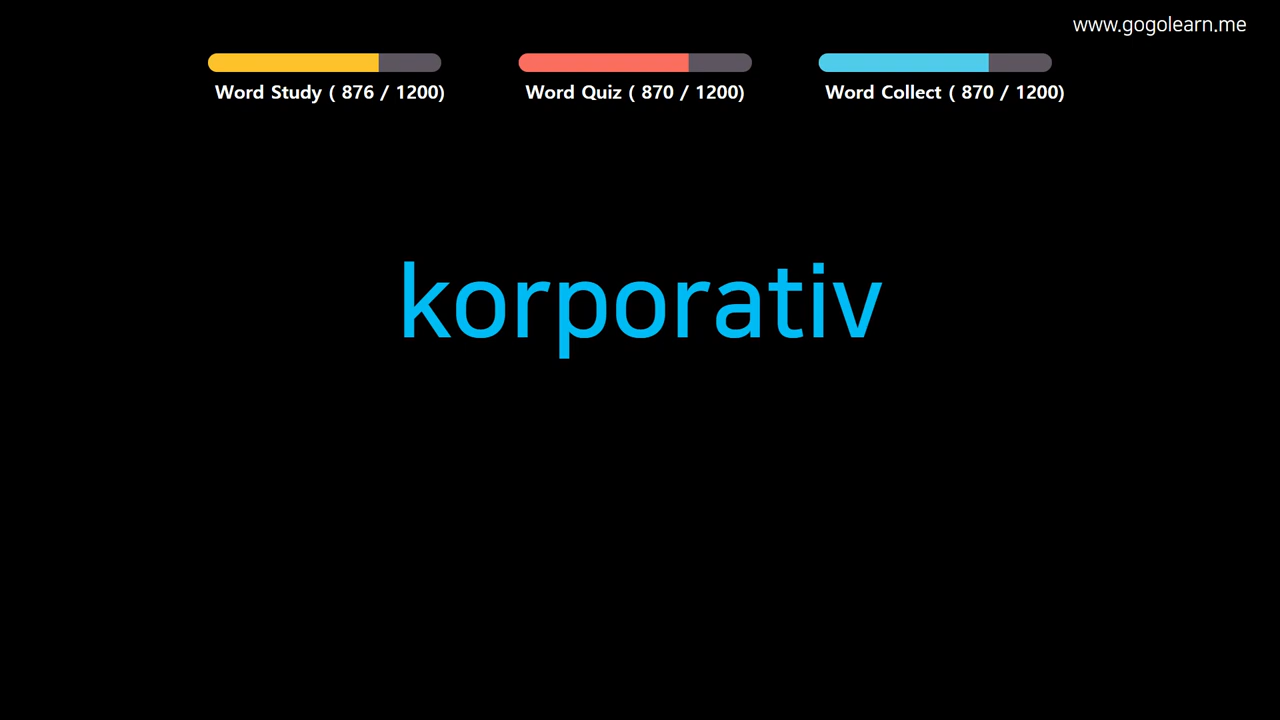 www.gogolearn.me
Word Study ( 876 / 1200)
Word Quiz ( 870 / 1200)
Word Collect ( 870 / 1200)
korporativ